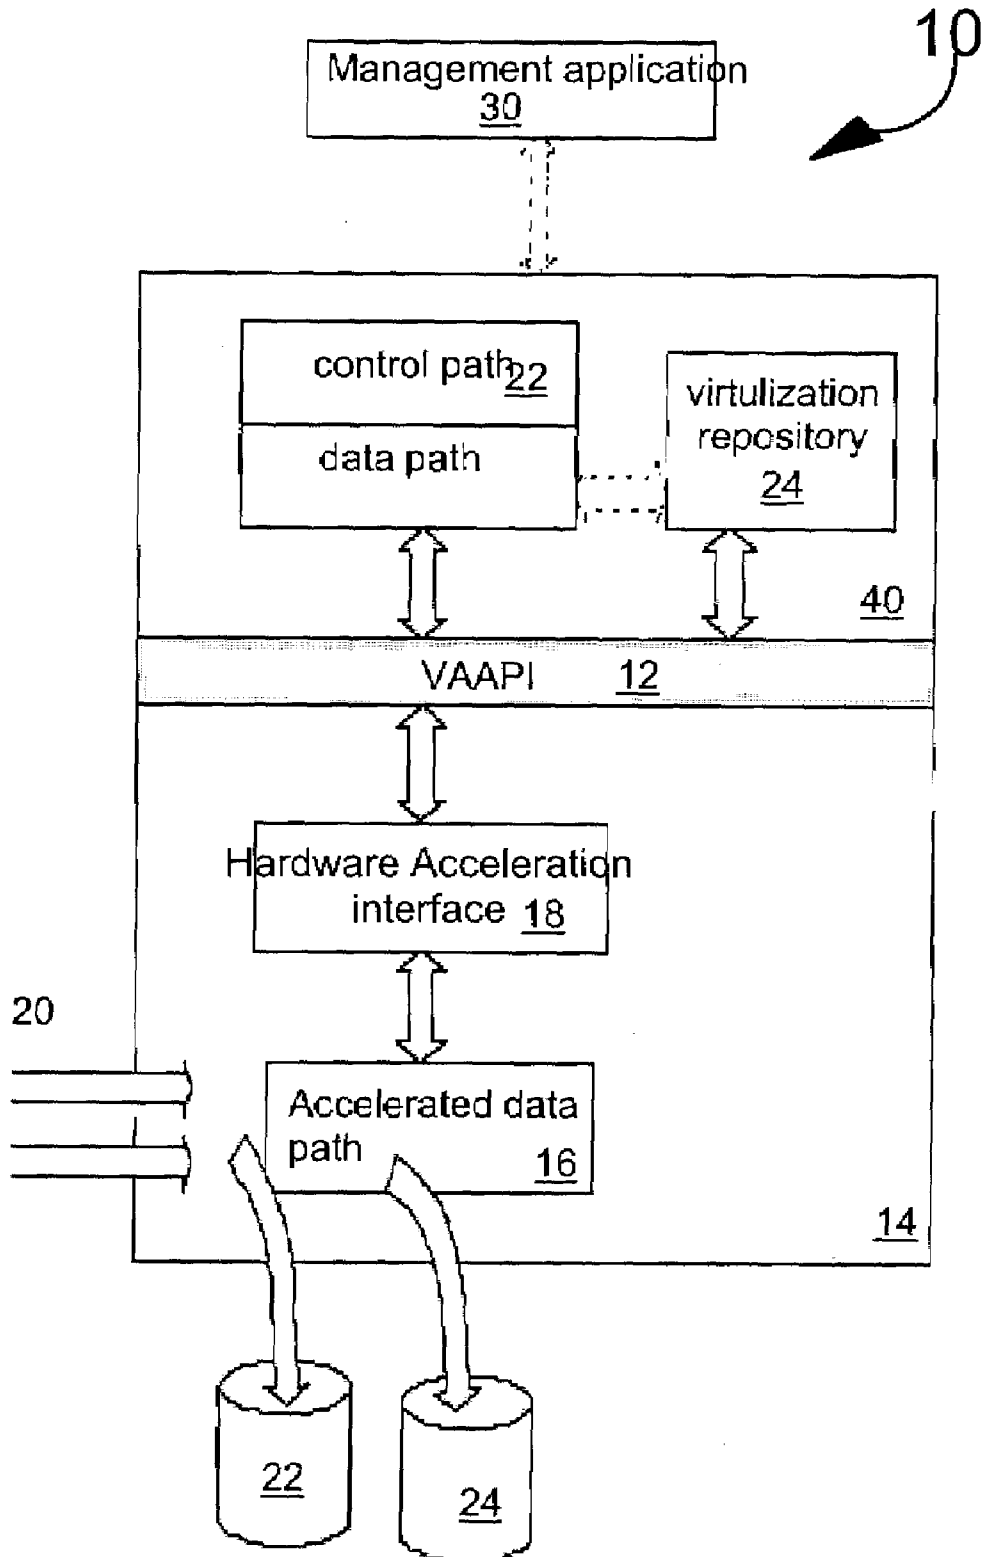 10
Management application
30
control path 22
data path
virtulization
repository
24
40
VAAPI 12
Hardware Acceleration
interface 18
20
Accelerated data
path 16
14
22
24